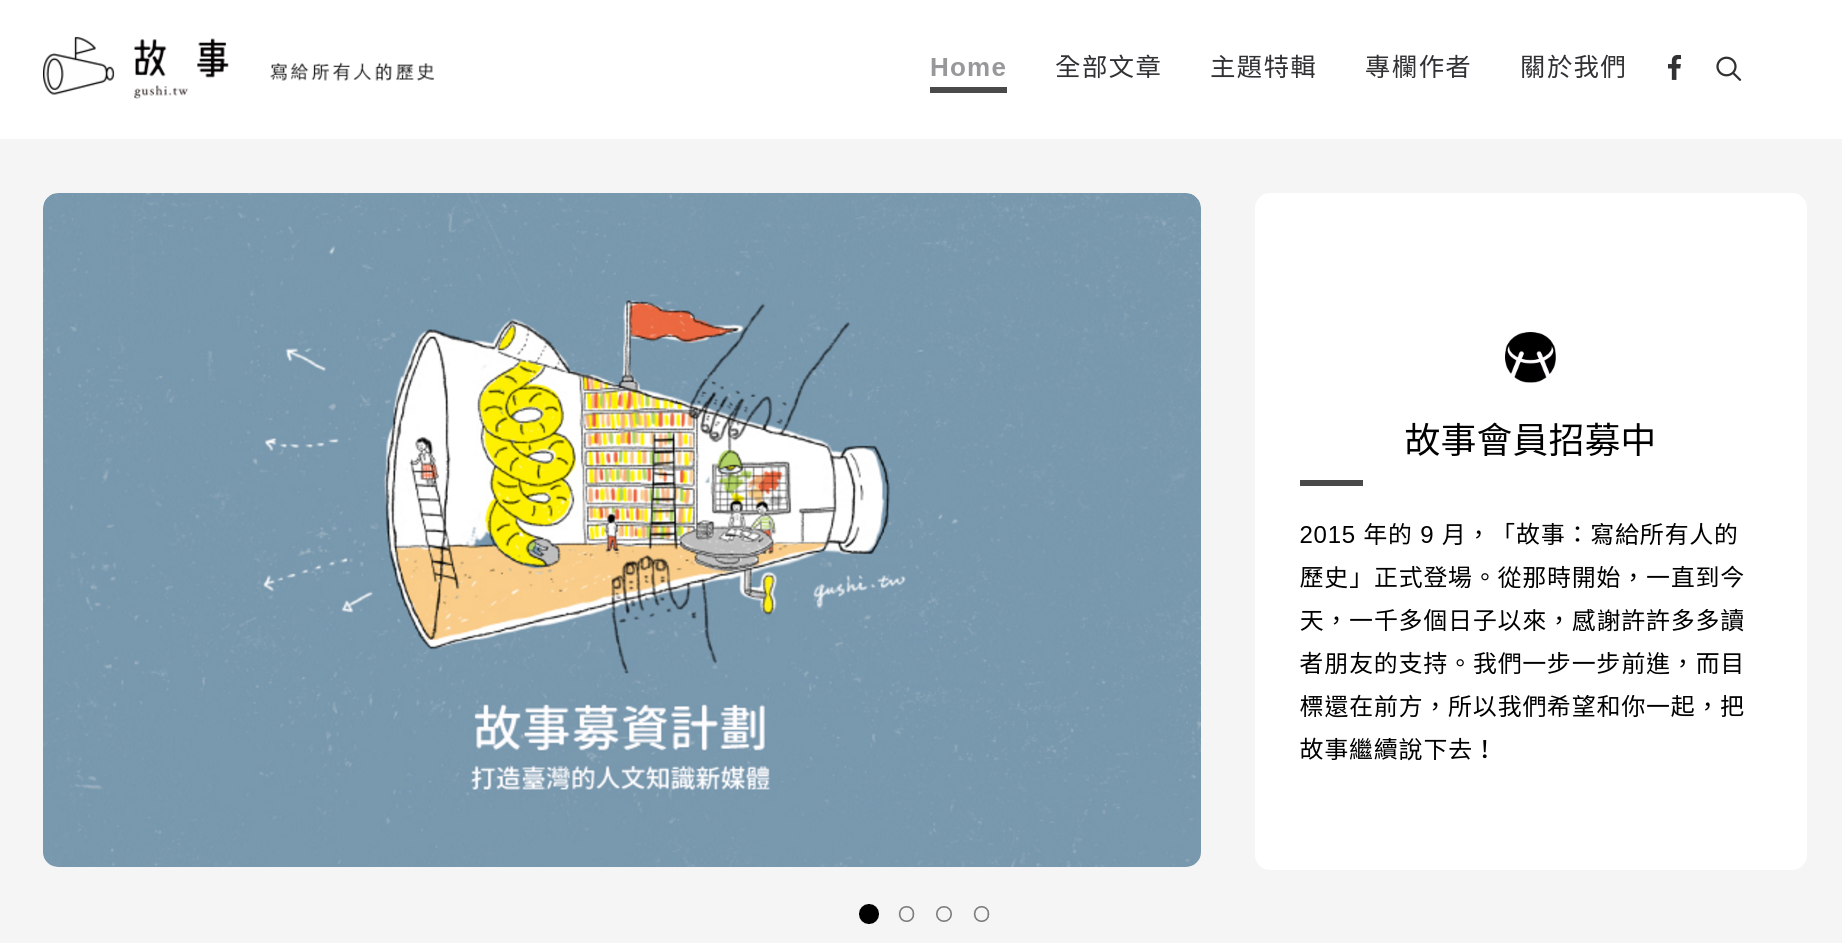 故事
gushi.tw
寫給所有人的歷史
Home
全部文章
主題特輯
專欄作者
關於我們
gushi.tw
故事募資計劃
打造臺灣的人文知識新媒體
故事會員招募中
2015 年的 9 月，「故事：寫給所有人的
歷史」正式登場。從那時開始，一直到今
天，一千多個日子以來，感謝許許多多讀
者朋友的支持。我們一步一步前進，而目
標還在前方，所以我們希望和你一起，把
故事繼續說下去！